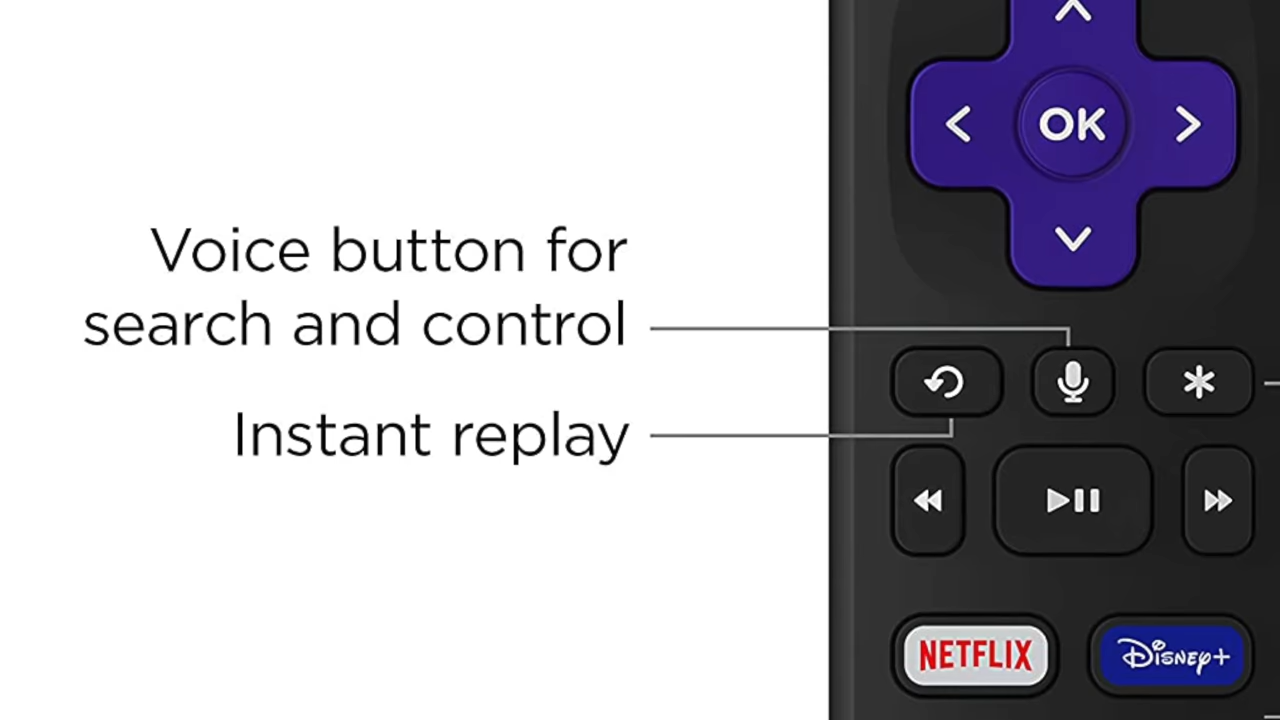 OK
Voice button for
search and control
Instant replay
NETFLIX
Disney+